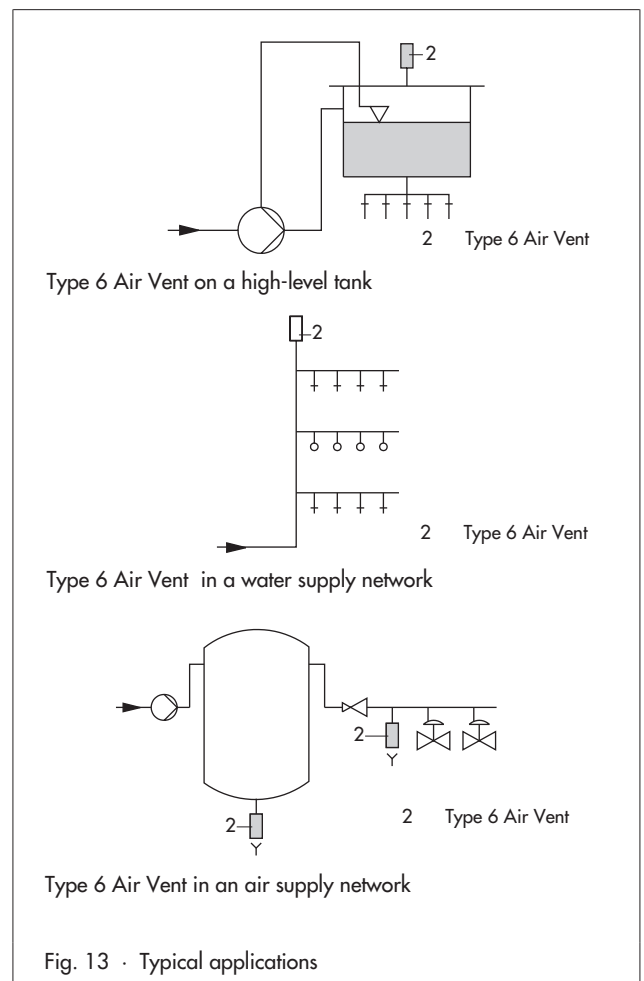 2
2 Type 6 Air Vent
Type 6 Air Vent on a high-level tank
2
2 Type 6 Air Vent
Type 6 Air Vent in a water supply network
2
2
2 Type 6 Air Vent
Type 6 Air Vent in an air supply network
Fig. 13 · Typical applications